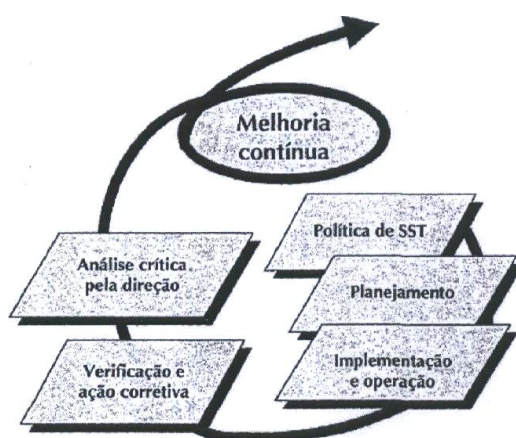 Melhoria
contínua
Política de SST
Análise crítica
pela direção
Planejamento
Verificação e
ação corretiva
Implementação
e operação